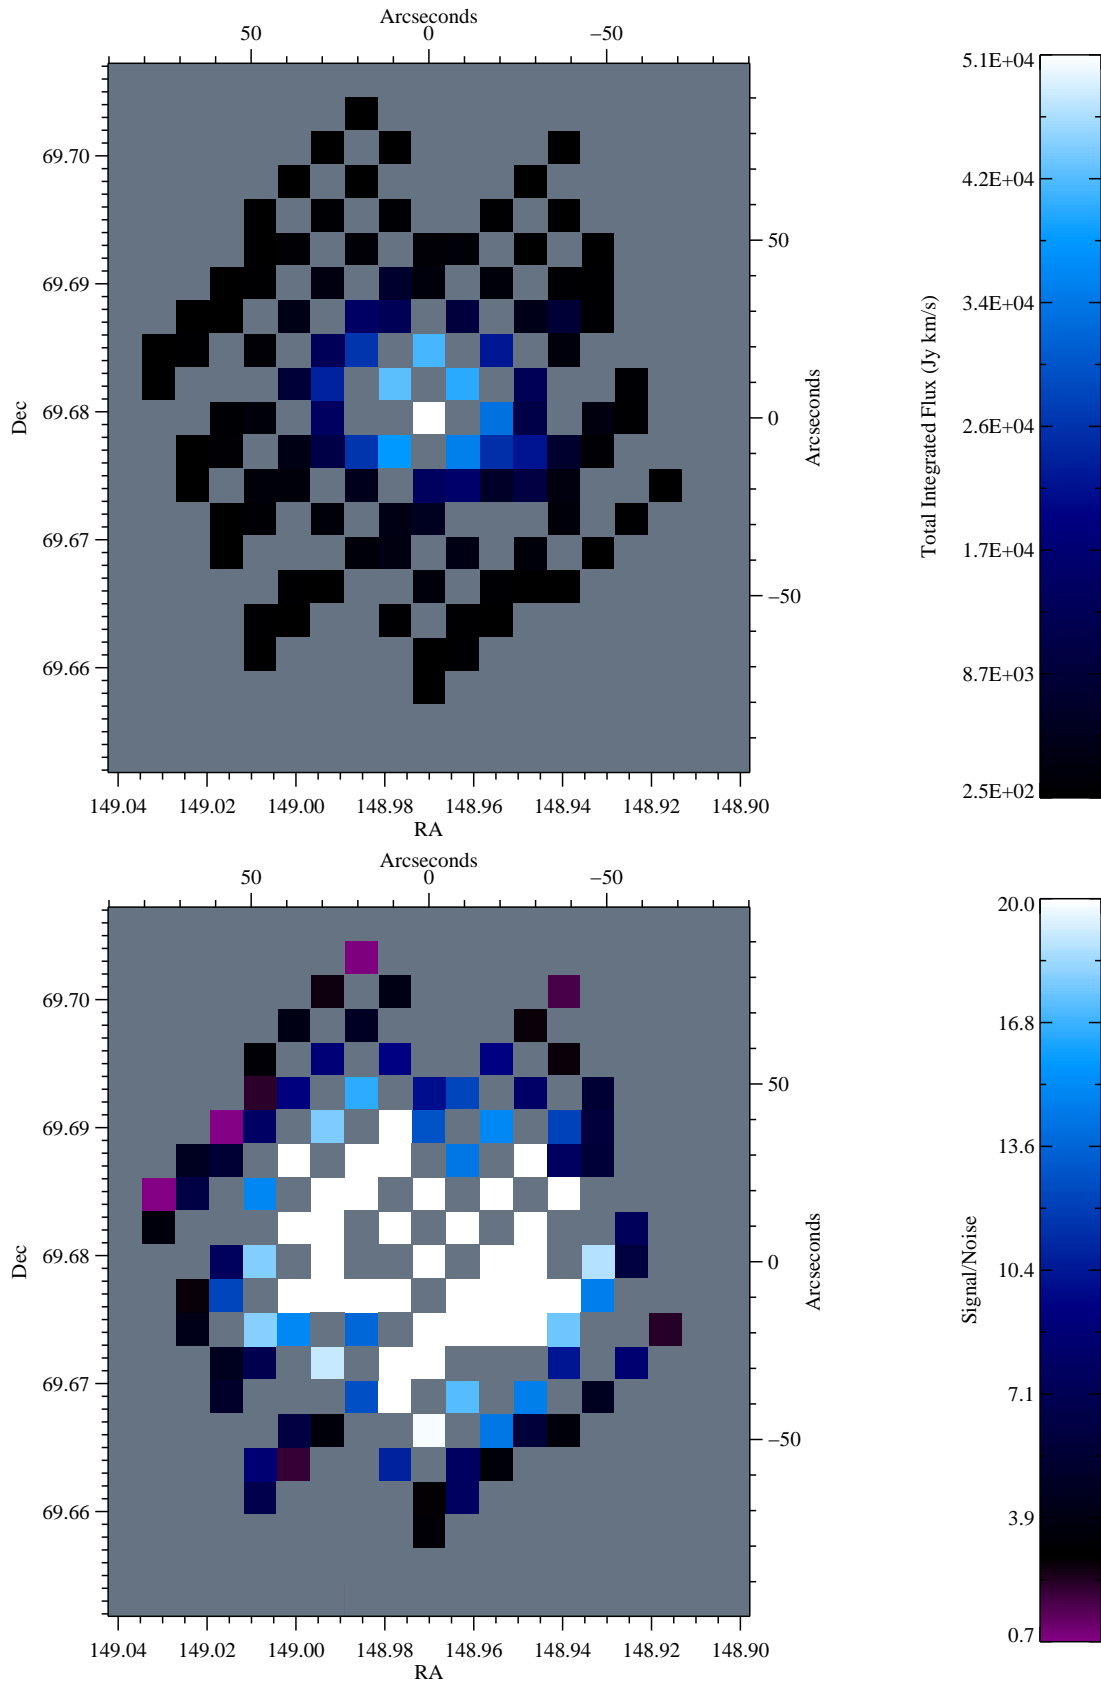 Arcseconds
50 0 −50
69.70
69.69
69.68
69.67
69.66
Dec
50
0
−50
Arcseconds
149.04 149.02 149.00 148.98 148.96 148.94 148.92 148.90
RA
5.1E+04
4.2E+04
3.4E+04
2.6E+04
1.7E+04
8.7E+03
2.5E+02
Total Integrated Flux (Jy km/s)
Arcseconds
50 0 −50
69.70
69.69
69.68
69.67
69.66
Dec
50
0
−50
Arcseconds
149.04 149.02 149.00 148.98 148.96 148.94 148.92 148.90
RA
20.0
16.8
13.6
10.4
7.1
3.9
0.7
Signal/Noise